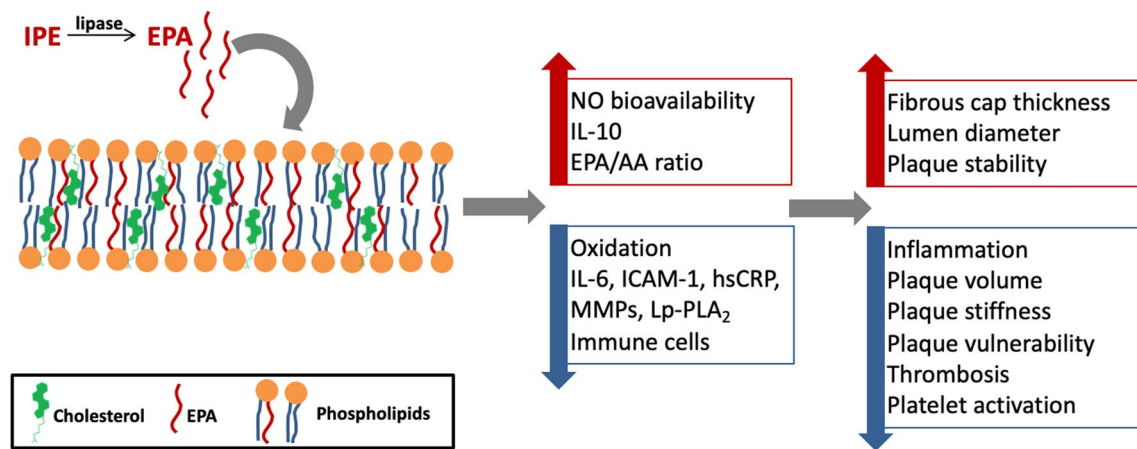 IPE lipase EPA
NO bioavailability
IL-10
EPA/AA ratio
Oxidation
IL-6, ICAM-1, hsCRP,
MMPs, Lp-PLA₂
Immune cells
Fibrous cap thickness
Lumen diameter
Plaque stability
Inflammation
Plaque volume
Plaque stiffness
Plaque vulnerability
Thrombosis
Platelet activation
Cholesterol
EPA
Phospholipids